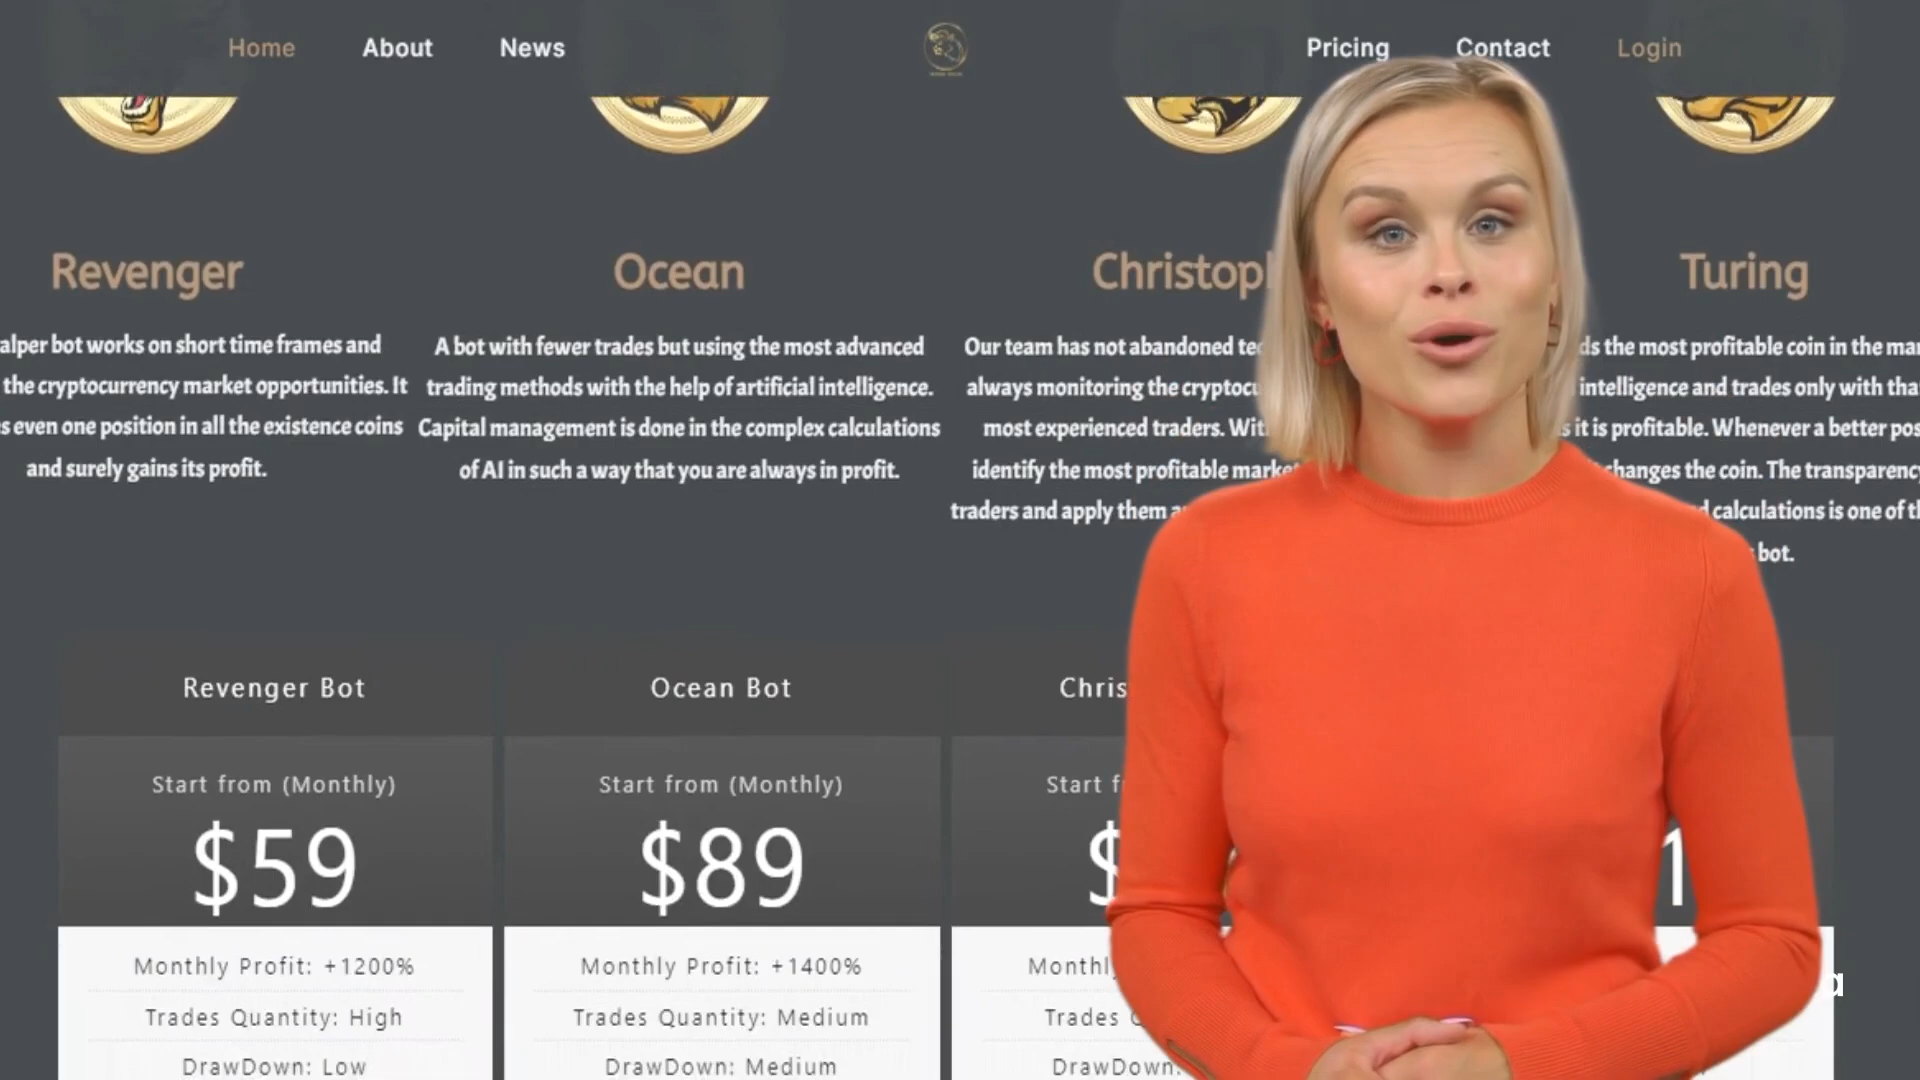 Home About News Pricing Contact Login
Revenger
alper bot works on short time frames and
the cryptocurrency market opportunities. It
s even one position in all the existence coins
and surely gains its profit.
Ocean
A bot with fewer trades but using the most advanced
trading methods with the help of artificial intelligence.
Capital management is done in the complex calculations
of AI in such a way that you are always in profit.
Christoph
Our team has not abandoned te
always monitoring the cryptocu
most experienced traders. Wit
identify the most profitable marke
traders and apply them a
Turing
ds the most profitable coin in the mar
intelligence and trades only with tha
s it is profitable. Whenever a better pos
changes the coin. The transparency
d calculations is one of th
bot.
Revenger Bot
Start from (Monthly)
$59
Monthly Profit: +1200%
Trades Quantity: High
DrawDown: Low
Ocean Bot
Start from (Monthly)
$89
Monthly Profit: +1400%
Trades Quantity: Medium
DrawDown: Medium
Chris
Start f
$
Monthl
Trades Q
DrawDown:
1
a